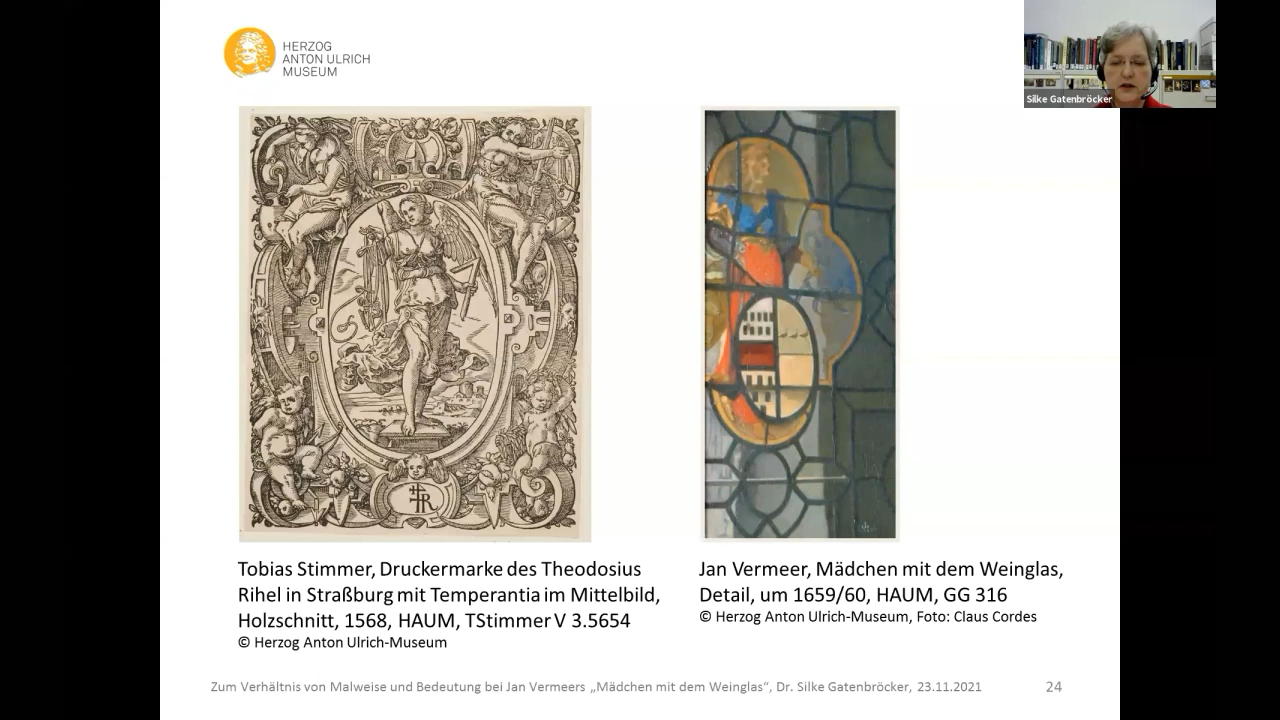 HERZOG
ANTON ULRICH
MUSEUM
Silke Gatenbröcker
R
Tobias Stimmer, Druckermarke des Theodosius
Rihel in Straßburg mit Temperantia im Mittelbild,
Holzschnitt, 1568, HAUM, TStimmer V 3.5654
© Herzog Anton Ulrich-Museum
Jan Vermeer, Mädchen mit dem Weinglas,
Detail, um 1659/60, HAUM, GG 316
© Herzog Anton Ulrich-Museum, Foto: Claus Cordes
Zum Verhältnis von Malweise und Bedeutung bei Jan Vermeers „Mädchen mit dem Weinglas“, Dr. Silke Gatenbröcker, 23.11.2021
24